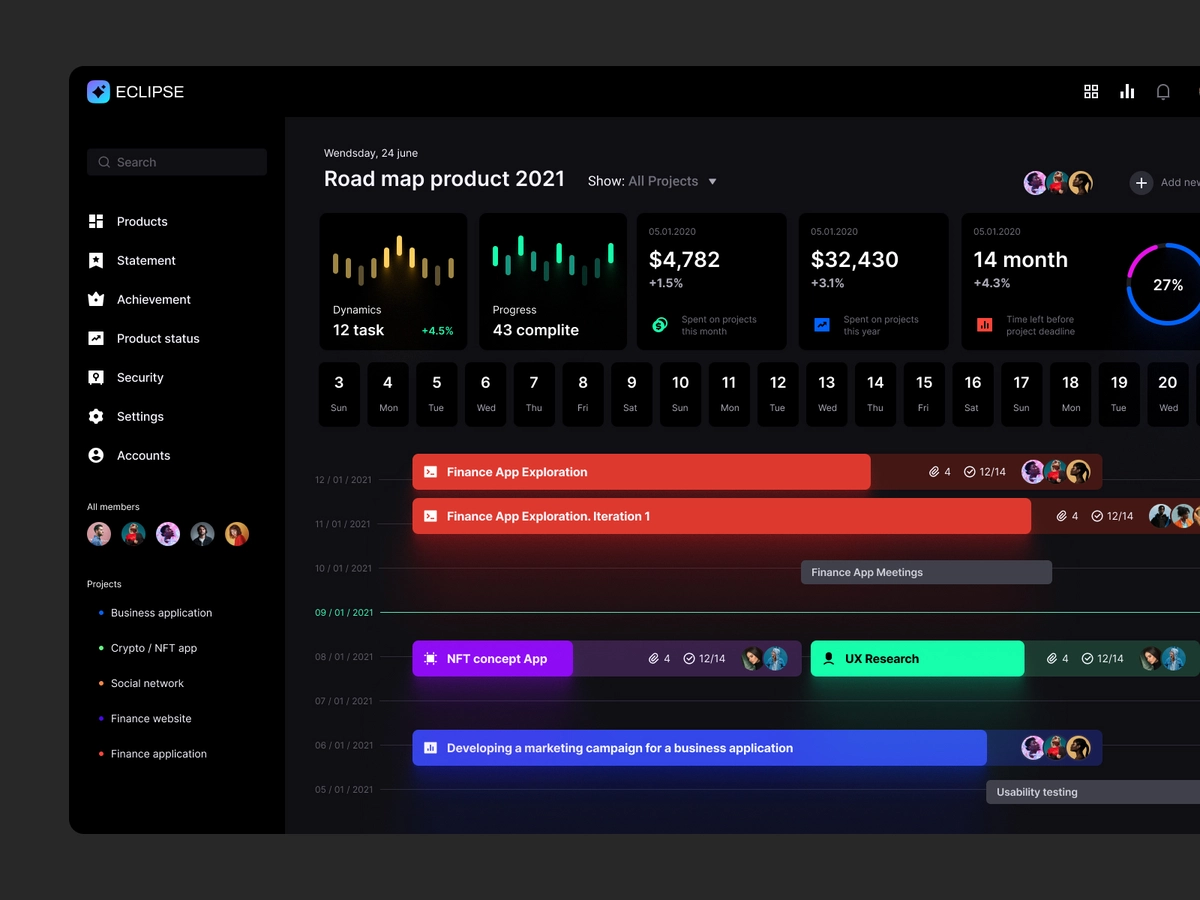 ECLIPSE
Search
Products
Statement
Achievement
Product status
Security
Settings
Accounts
All members
Projects
Business application
Crypto / NFT app
Social network
Finance website
Finance application
Wendsday, 24 june
Road map product 2021
Show: All Projects
Add new
Dynamics
12 task
+4.5%
Progress
43 complite
05.01.2020
$4,782
+1.5%
Spent on projects
this month
05.01.2020
$32,430
+3.1%
Spent on projects
this year
05.01.2020
14 month
+4.3%
Time left before
project deadline
27%
3 4 5 6 7 8 9 10 11 12 13 14 15 16 17 18 19 20
Sun Mon Tue Wed Thu Fri Sat Sun Mon Tue Wed Thu Fri Sat Sun Mon Tue Wed
12 / 01 / 2021
Finance App Exploration
4 12/14
11 / 01 / 2021
Finance App Exploration. Iteration 1
4 12/14
10 / 01 / 2021
Finance App Meetings
09 / 01 / 2021
08 / 01 / 2021
NFT concept App
4 12/14
UX Research
4 12/14
07 / 01 / 2021
06 / 01 / 2021
Developing a marketing campaign for a business application
05 / 01 / 2021
Usability testing